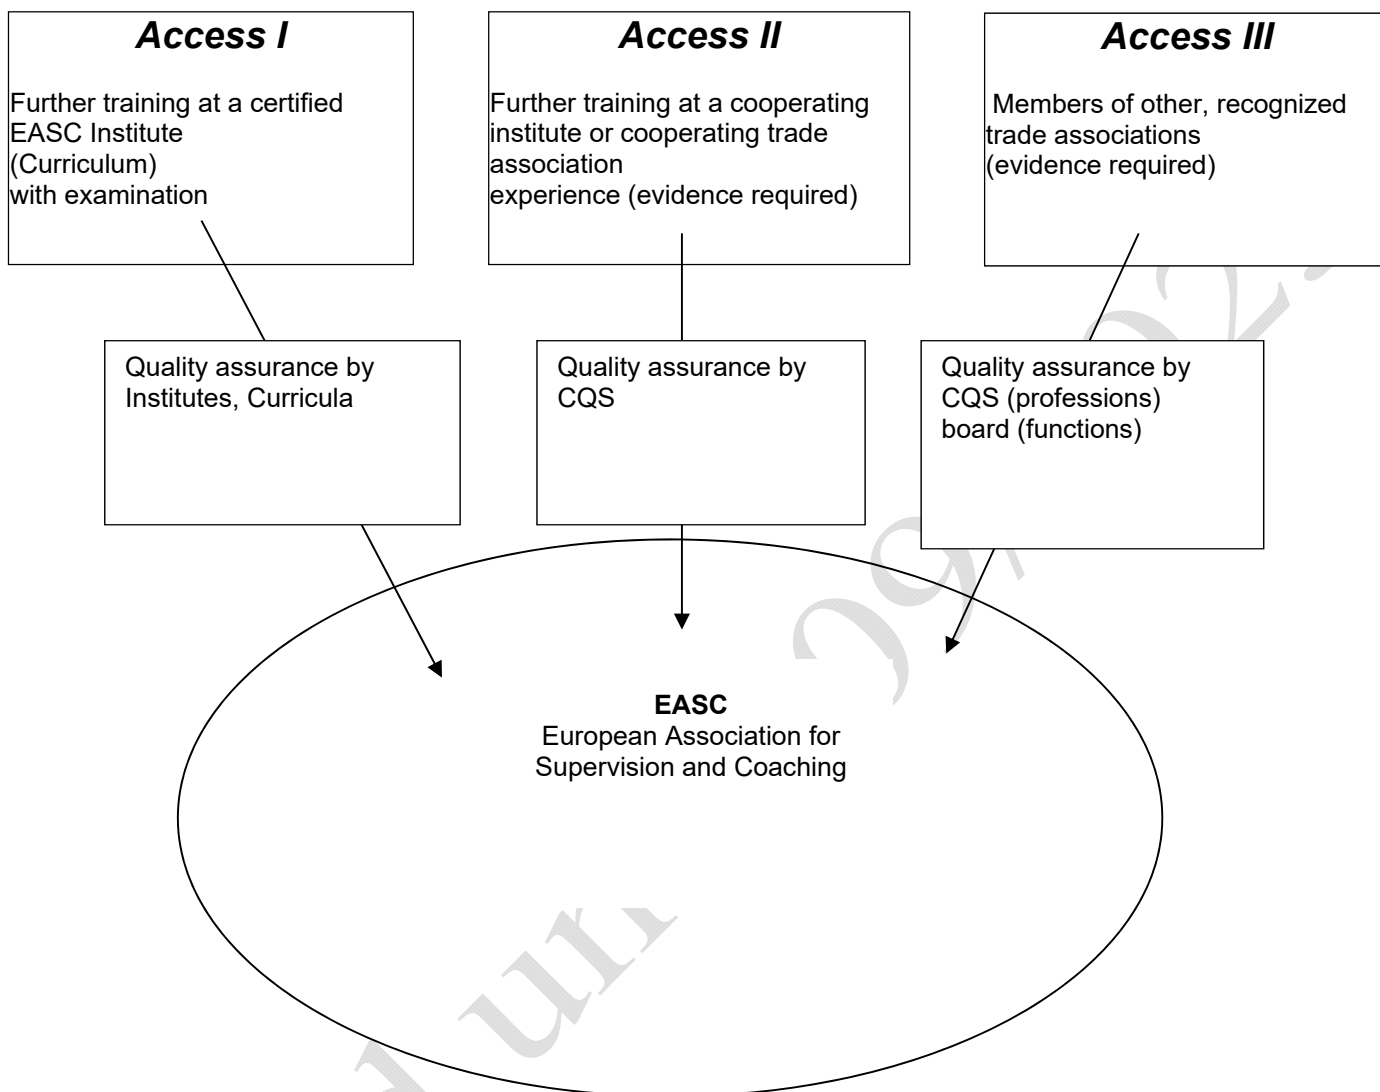 Access I
Further training at a certified
EASC Institute
(Curriculum)
with examination
Access II
Further training at a cooperating
institute or cooperating trade
association
experience (evidence required)
Access III
Members of other, recognized
trade associations
(evidence required)
Quality assurance by
Institutes, Curricula
Quality assurance by
CQS
Quality assurance by
CQS (professions)
board (functions)
EASC
European Association for
Supervision and Coaching